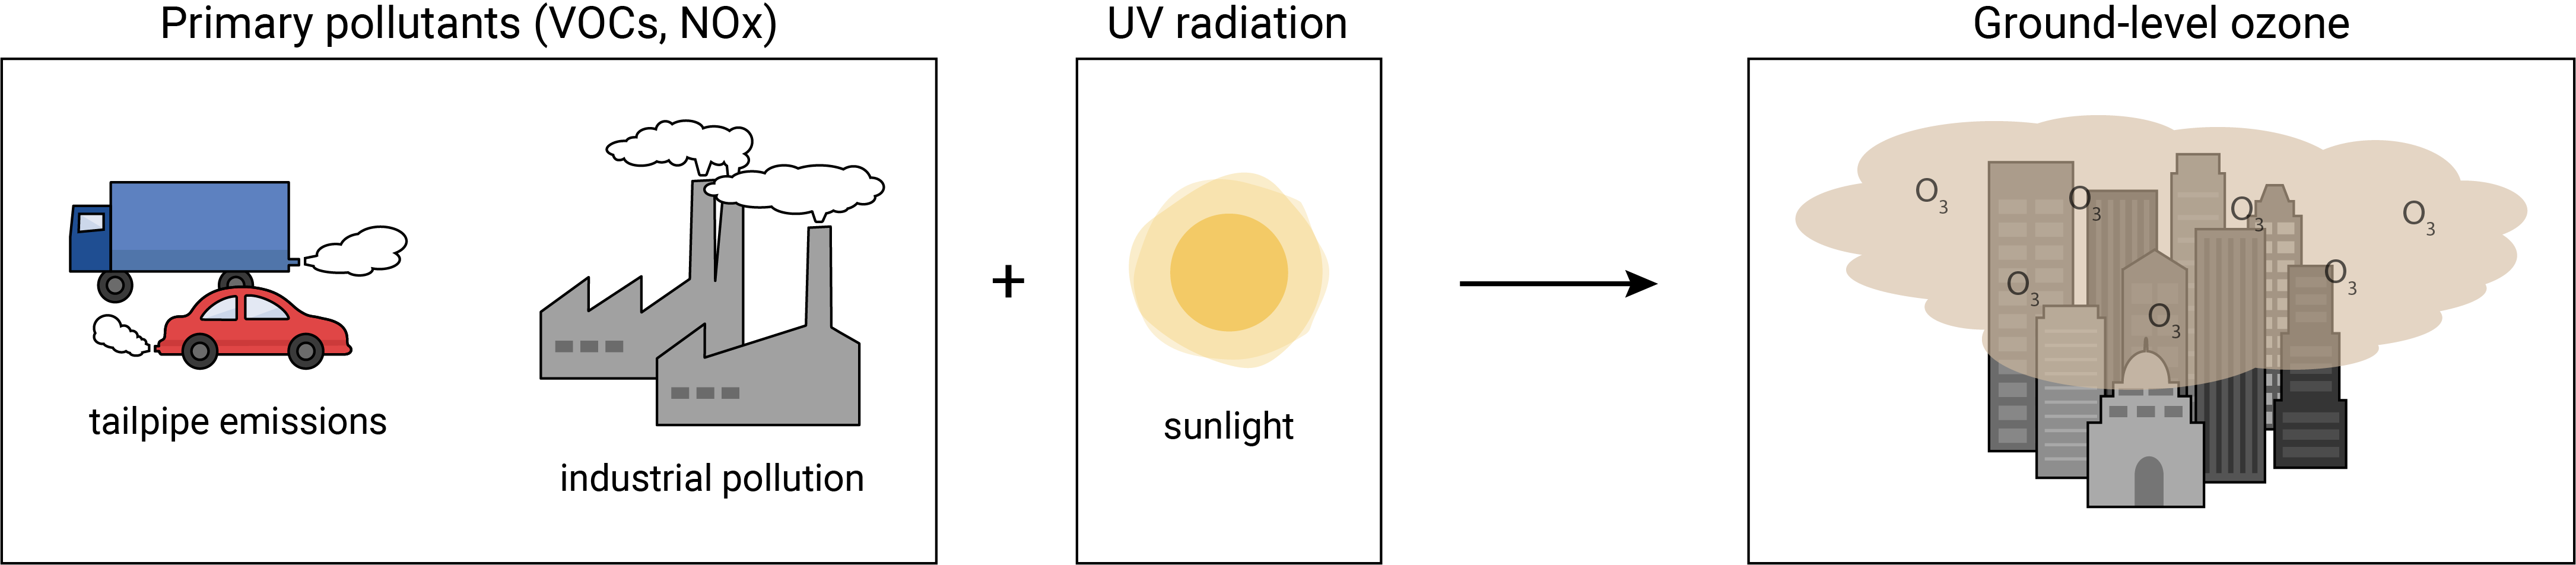 Primary pollutants (VOCs, NOx)
tailpipe emissions
industrial pollution
+
UV radiation
sunlight
Ground-level ozone
O₃
O₃
O₃
O₃
O₃
O₃
O₃